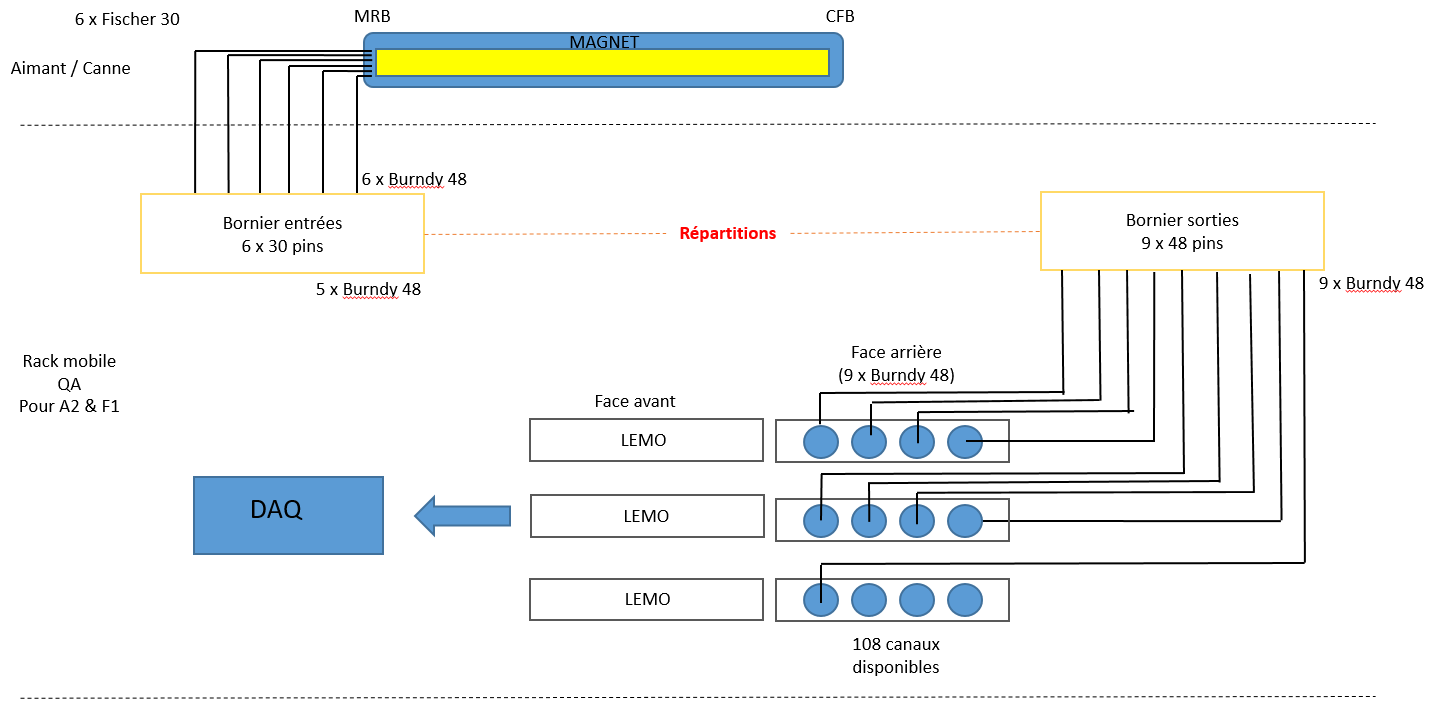 6 x Fischer 30
MRB
CFB
MAGNET
Aimant / Canne
6 x Burndy 48
Bornier entrées
6 x 30 pins
Répartitions
Bornier sorties
9 x 48 pins
5 x Burndy 48
9 x Burndy 48
Rack mobile
QA
Pour A2 & F1
Face arrière
(9 x Burndy 48)
Face avant
LEMO
DAQ
LEMO
LEMO
108 canaux
disponibles